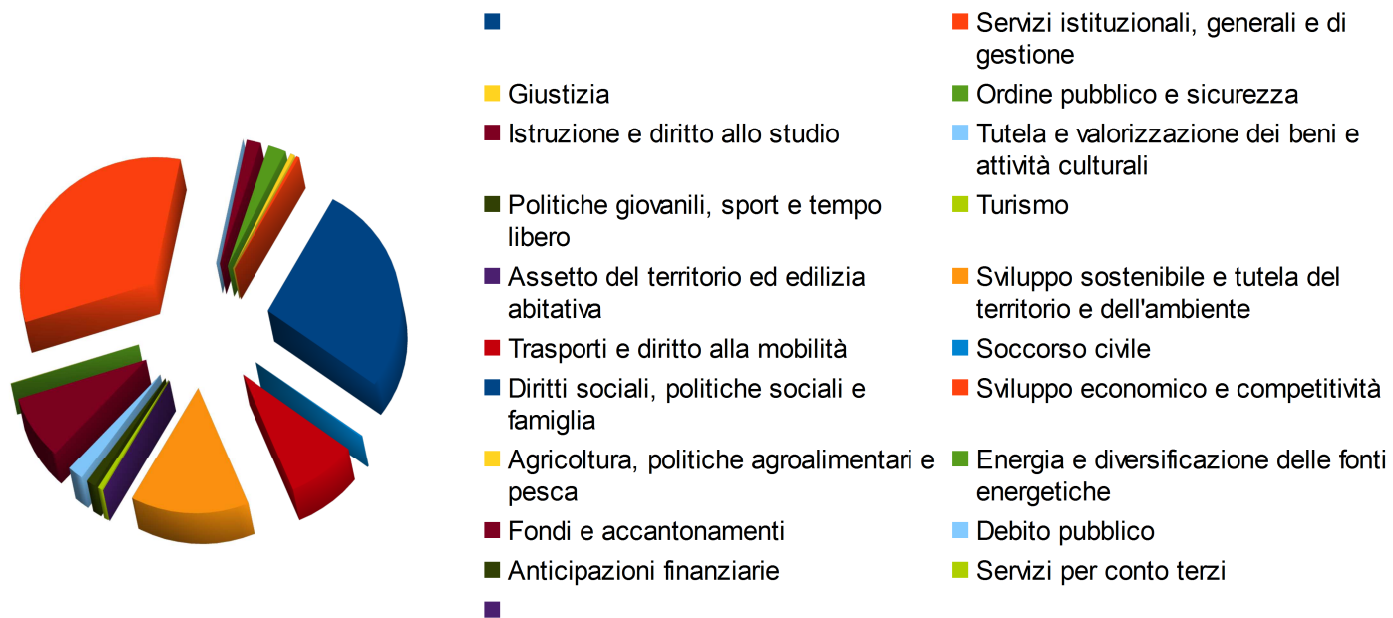 Servizi istituzionali, generali e di
gestione
Giustizia
Ordine pubblico e sicurezza
Istruzione e diritto allo studio
Tutela e valorizzazione dei beni e
attività culturali
Politiche giovanili, sport e tempo
libero
Turismo
Assetto del territorio ed edilizia
abitativa
Sviluppo sostenibile e tutela del
territorio e dell'ambiente
Trasporti e diritto alla mobilità
Soccorso civile
Diritti sociali, politiche sociali e
famiglia
Sviluppo economico e competitività
Agricoltura, politiche agroalimentari e
pesca
Energia e diversificazione delle fonti
energetiche
Fondi e accantonamenti
Debito pubblico
Anticipazioni finanziarie
Servizi per conto terzi